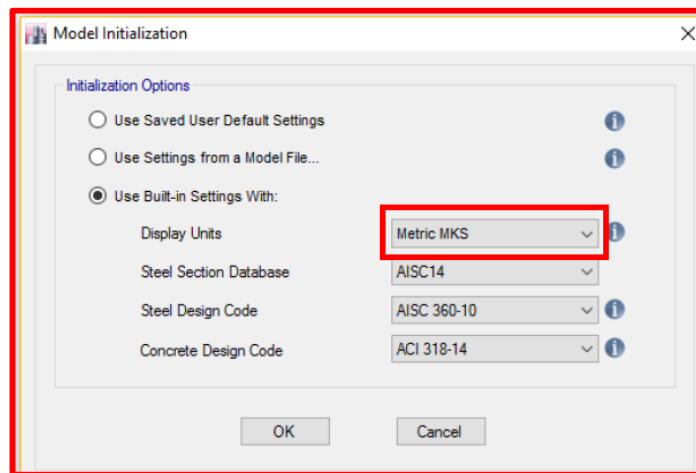 Model Initialization
Initialization Options
Use Saved User Default Settings
Use Settings from a Model File...
Use Built-in Settings With:
Display Units Metric MKS
Steel Section Database AISC14
Steel Design Code AISC 360-10
Concrete Design Code ACI 318-14
OK Cancel